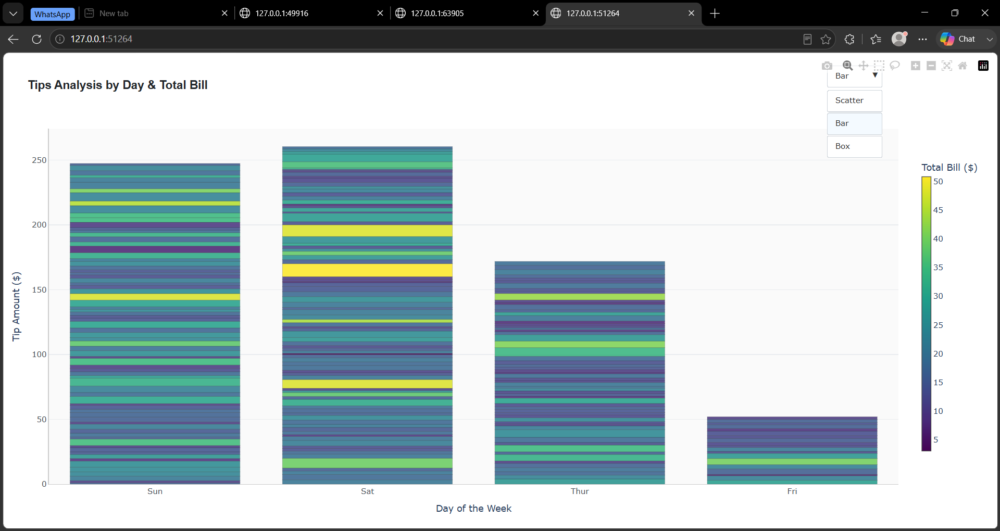 WhatsApp
New tab
127.0.0.1:49916
127.0.0.1:63905
127.0.0.1:51264
127.0.0.1:51264
Chat
Tips Analysis by Day & Total Bill
Bar
Scatter
Bar
Box
Total Bill ($)
50
45
40
35
30
25
20
15
10
5
Tip Amount ($)
250
200
150
100
50
0
Sun
Sat
Thur
Fri
Day of the Week